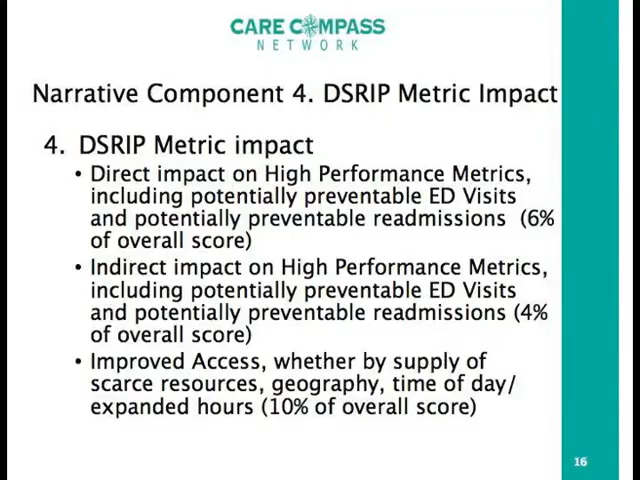 CARE COMPASS
NETWORK
Narrative Component 4. DSRIP Metric Impact
4. DSRIP Metric impact
• Direct impact on High Performance Metrics,
including potentially preventable ED Visits
and potentially preventable readmissions (6%
of overall score)
• Indirect impact on High Performance Metrics,
including potentially preventable ED Visits
and potentially preventable readmissions (4%
of overall score)
• Improved Access, whether by supply of
scarce resources, geography, time of day/
expanded hours (10% of overall score)
16